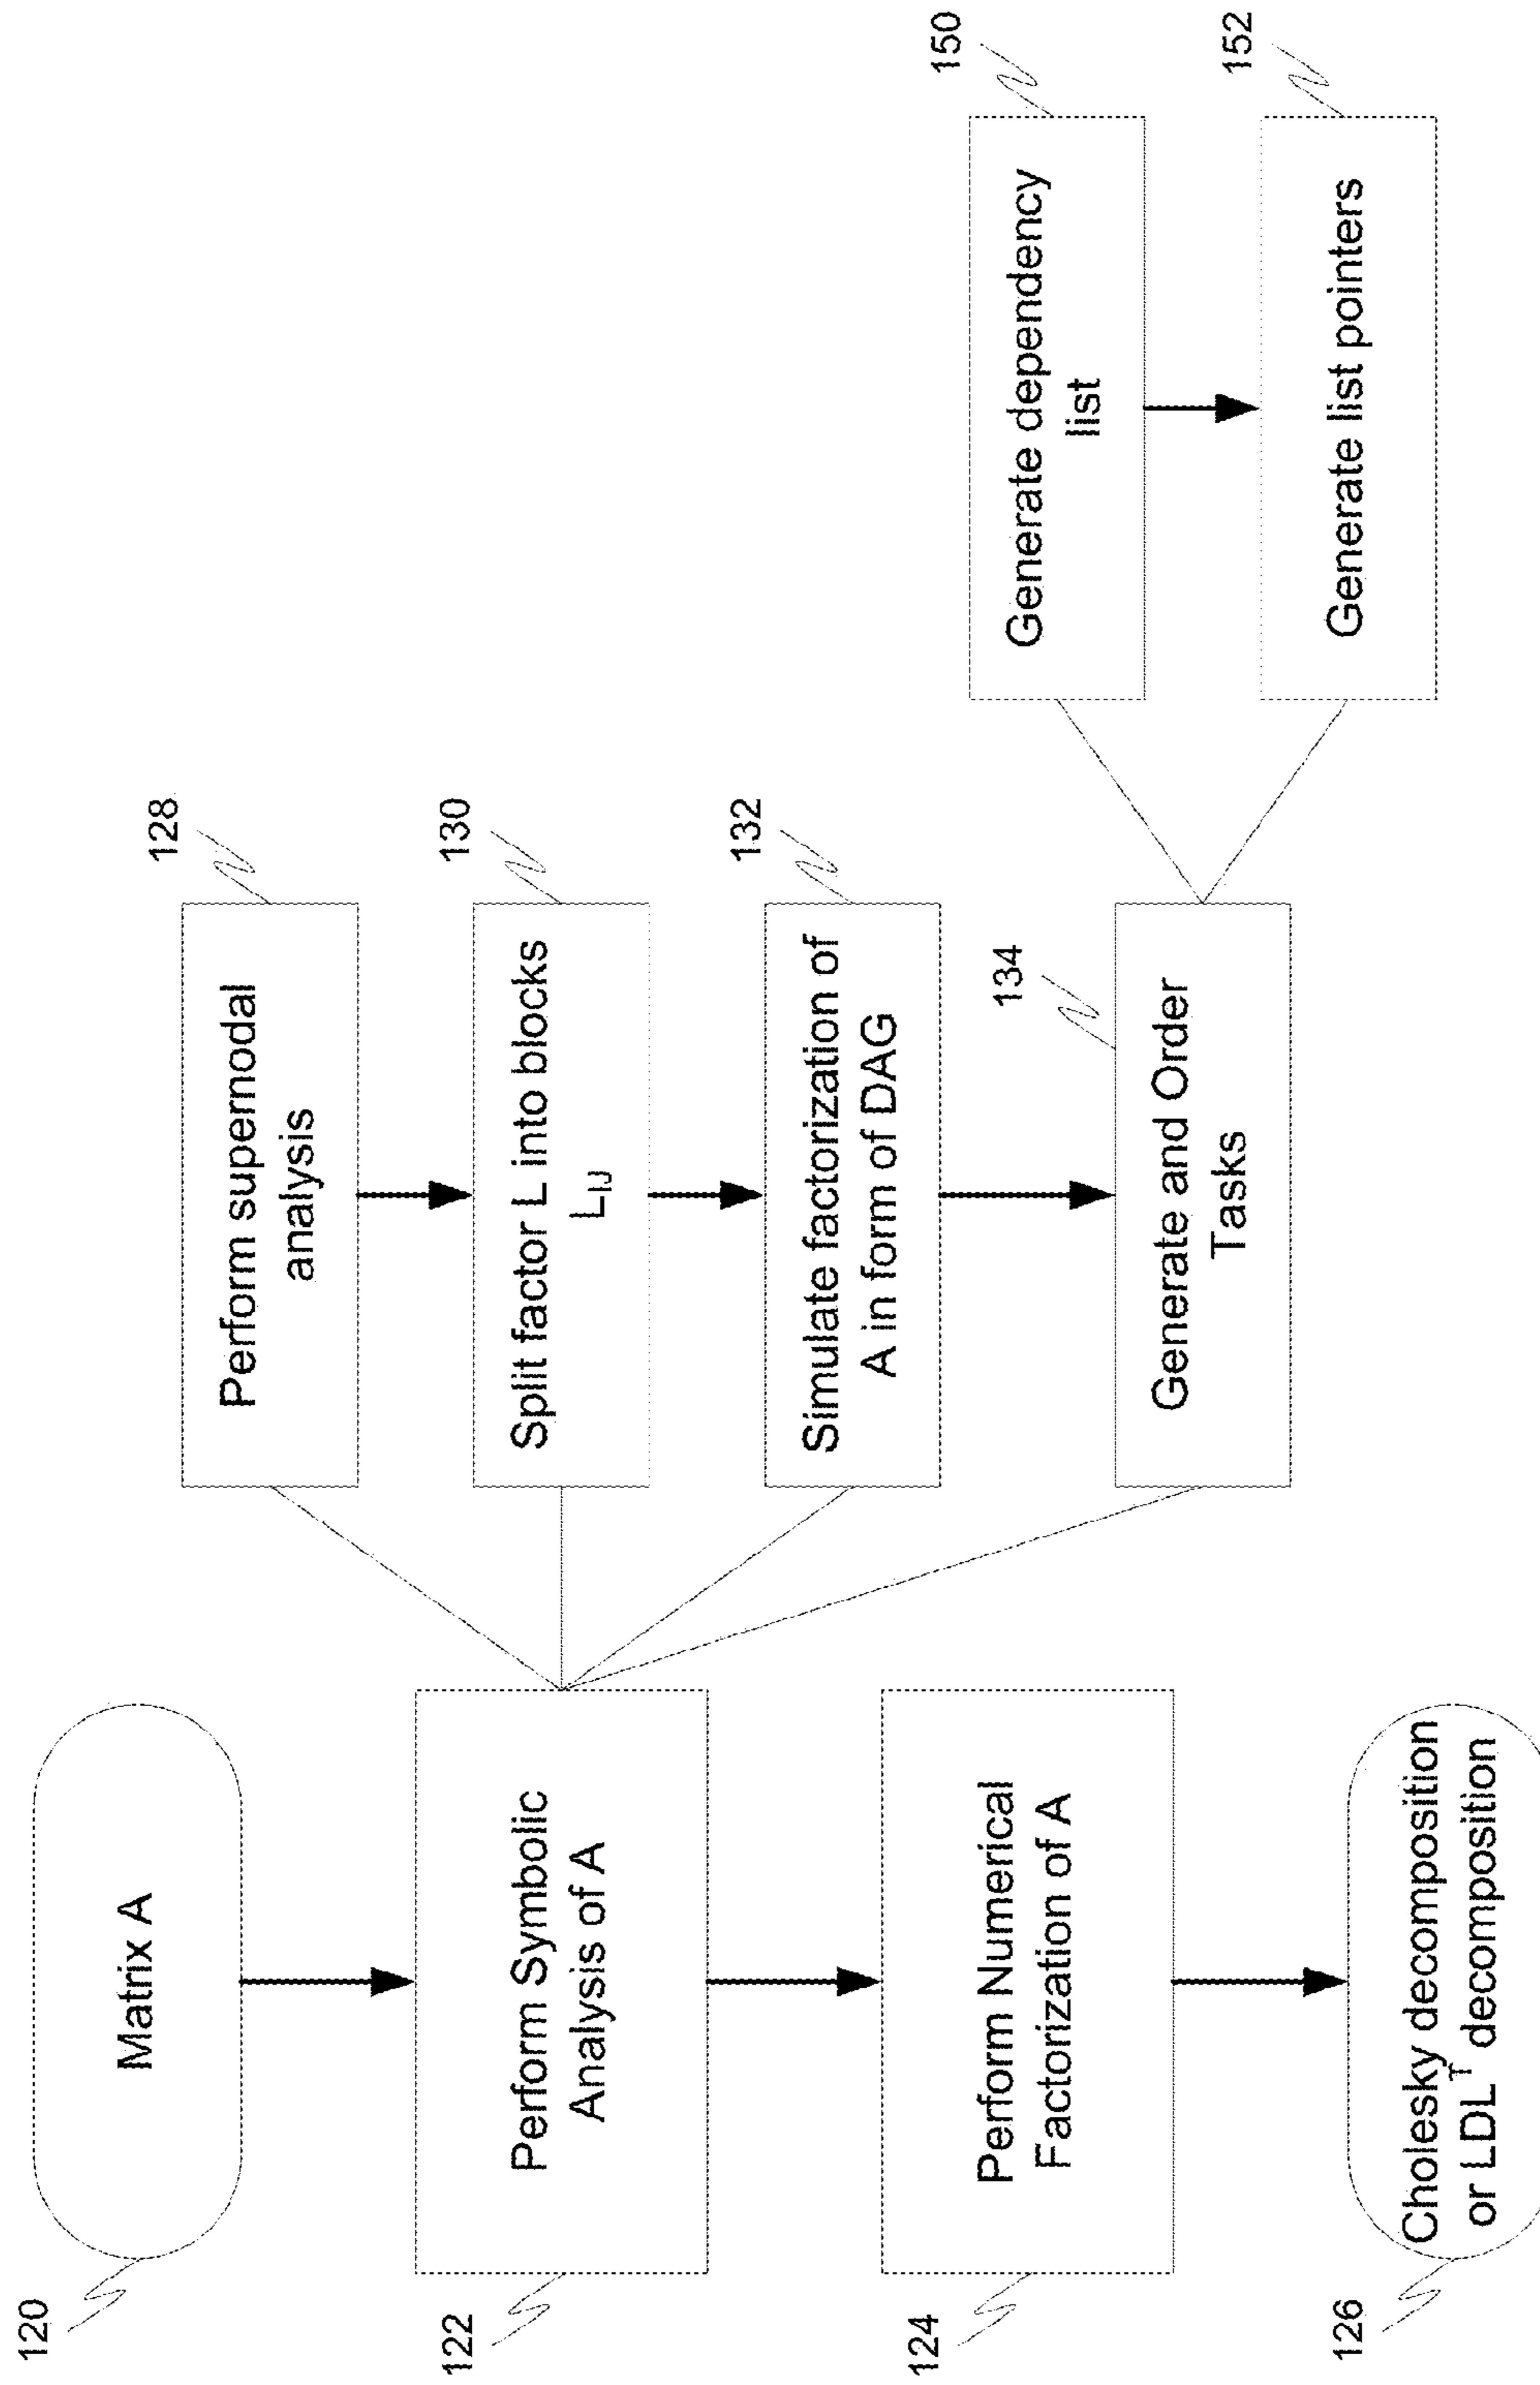 120
Matrix A
122
Perform Symbolic
Analysis of A
124
Perform Numerical
Factorization of A
126
Cholesky decomposition
or LDL^T decomposition
128
Perform supernodal
analysis
130
Split factor L into blocks
L_IJ
132
Simulate factorization of
A in form of DAG
134
Generate and Order
Tasks
150
Generate dependency
list
152
Generate list pointers